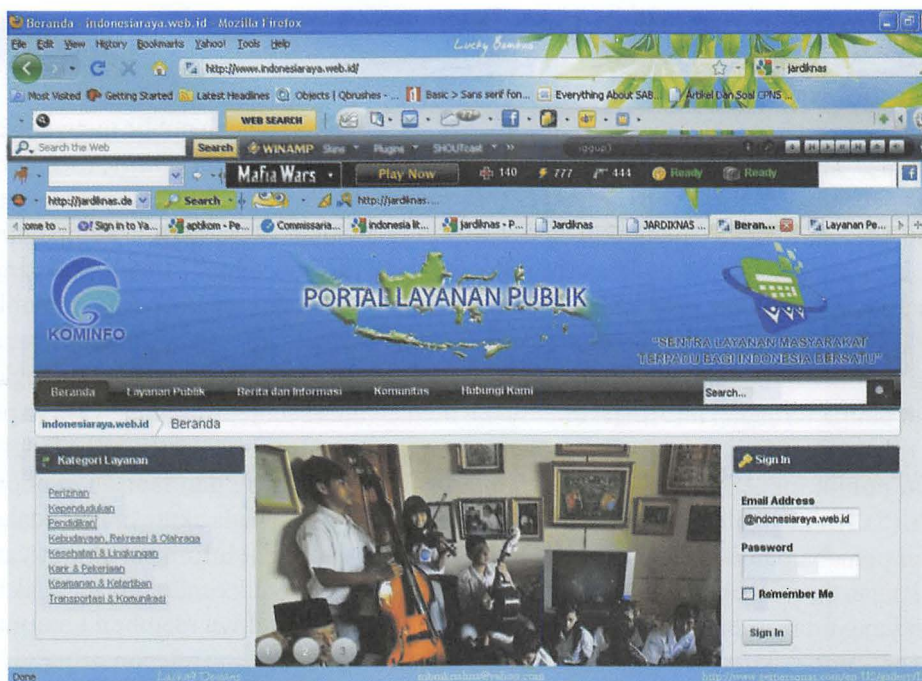 Beranda - indonesiaraya.web.id - Mozilla Firefox
File Edit View History Bookmarks Yahoo! Tools Help
Lucky Bamboo
http://www.indonesiaraya.web.id/
jardiknas
Most Visited Getting Started Latest Headlines Objects | Qbrushes - ... Basic > Sans serif fon... Everything About SAB... Artikel Dan Soal CPNS ...
WEB SEARCH
Search the Web Search WINAMP Skins Plugins SHOUTcast
Mafia Wars Play Now 140 777 444 Ready Ready
http://jardiknas.de Search http://jardiknas....
ome to ... Sign in to Ya... aptikom - Pe... Commissaria... indonesia lit... jardiknas - P... Jardiknas JARDIKNAS ... Beran... Layanan Pe...
KOMINFO
PORTAL LAYANAN PUBLIK
"SENTRA LAYANAN MASYARAKAT
TERPADU BAGI INDONESIA BERSATU"
Beranda Layanan Publik Berita dan Informasi Komunitas Hubungi Kami Search...
indonesiaraya.web.id Beranda
Kategori Layanan
Perizinan
Kependudukan
Pendidikan
Kebudayaan, Rekreasi & Olahraga
Kesehatan & Lingkungan
Karir & Pekerjaan
Keamanan & Ketertiban
Transportasi & Komunikasi
1 2 3
Sign In
Email Address
@indonesiaraya.web.id
Password
Remember Me
Sign In
Done